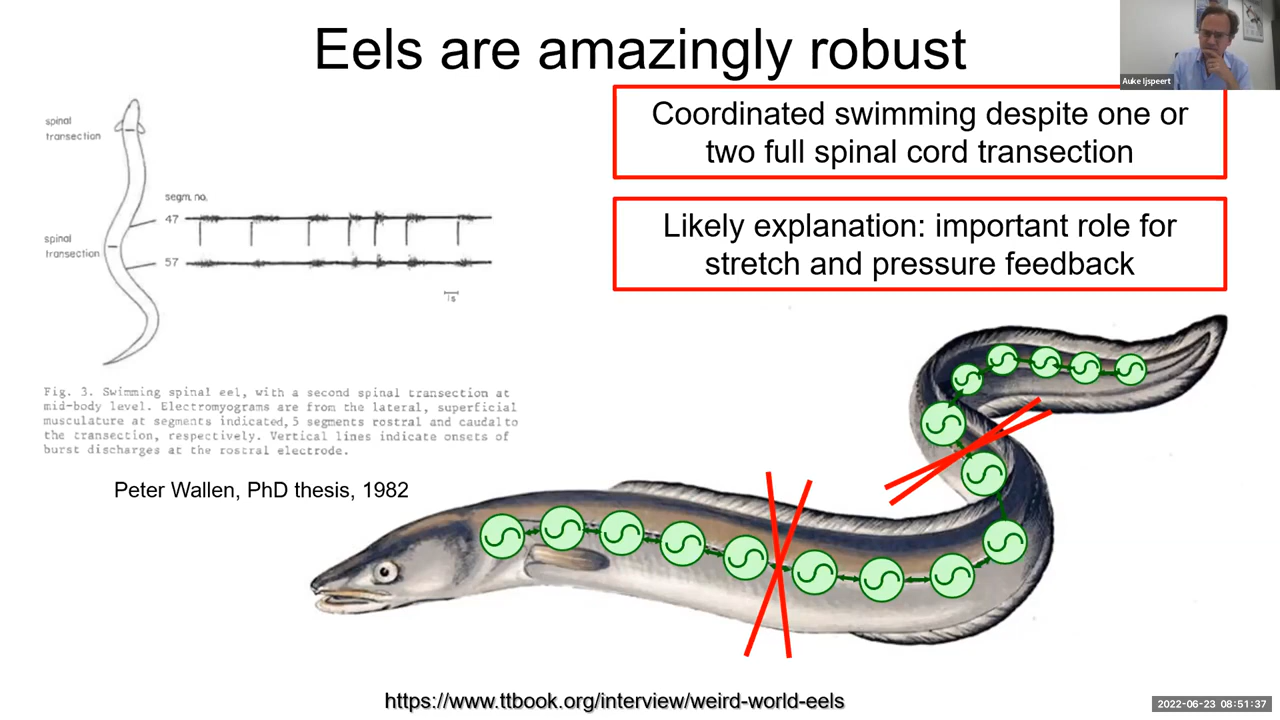 Eels are amazingly robust
Auke Ijspeert
Coordinated swimming despite one or
two full spinal cord transection
Likely explanation: important role for
stretch and pressure feedback
spinal
transection
segm. no.
47
spinal
transection
57
1s
Fig. 3. Swimming spinal eel, with a second spinal transection at
mid-body level. Electromyograms are from the lateral, superficial
musculature at segments indicated, 5 segments rostral and caudal to
the transection, respectively. Vertical lines indicate onsets of
burst discharges at the rostral electrode.
Peter Wallen, PhD thesis, 1982
https://www.ttbook.org/interview/weird-world-eels
2022-06-23 08:51:37